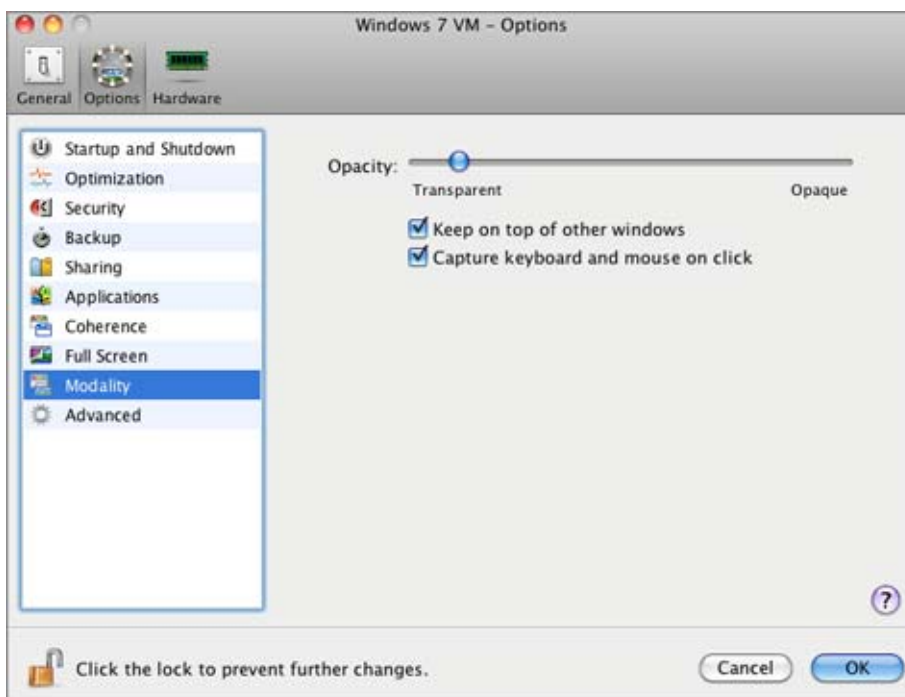 Windows 7 VM – Options
General Options Hardware
Startup and Shutdown
Optimization
Security
Backup
Sharing
Applications
Coherence
Full Screen
Modality
Advanced
Opacity:
Transparent Opaque
Keep on top of other windows
Capture keyboard and mouse on click
?
Click the lock to prevent further changes.
Cancel OK